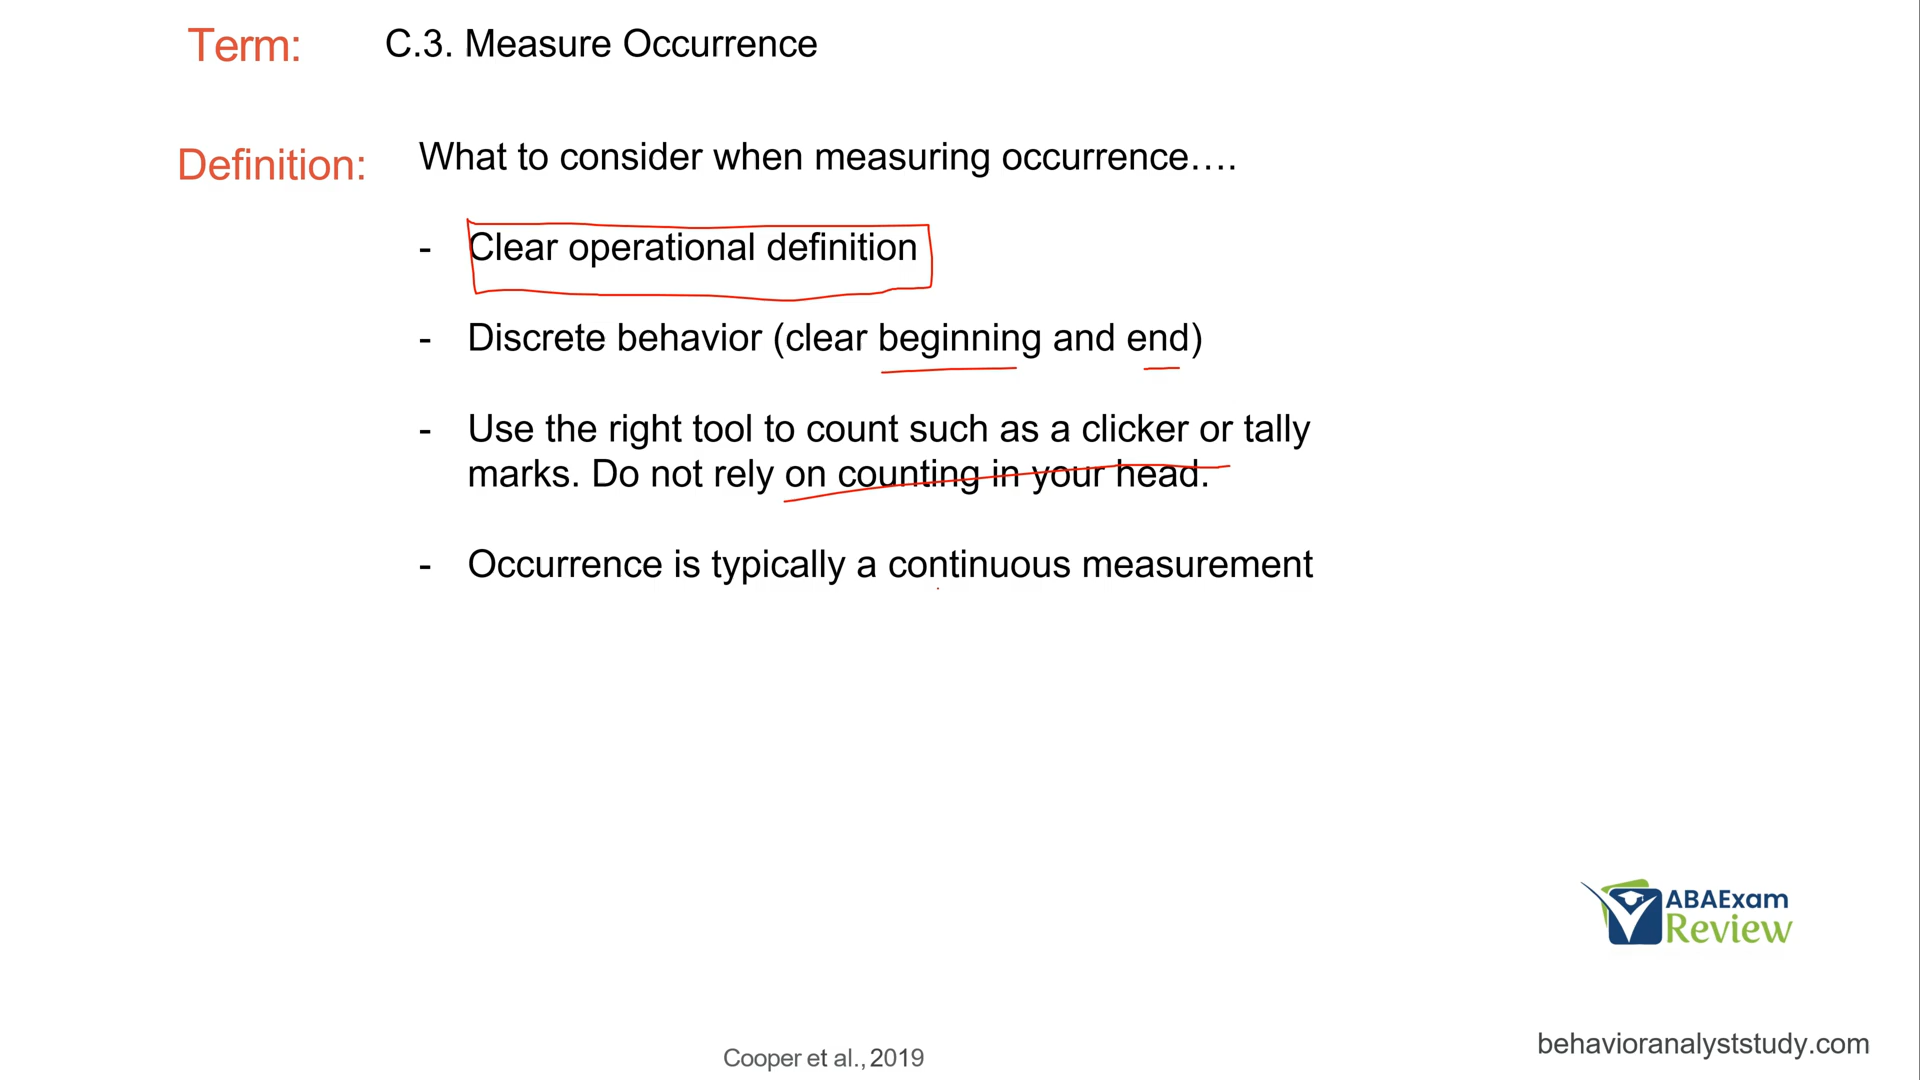 Term: C.3. Measure Occurrence
Definition: What to consider when measuring occurrence….
- Clear operational definition
- Discrete behavior (clear beginning and end)
- Use the right tool to count such as a clicker or tally
marks. Do not rely on counting in your head.
- Occurrence is typically a continuous measurement
ABAExam
Review
Cooper et al., 2019
behavioranalyststudy.com